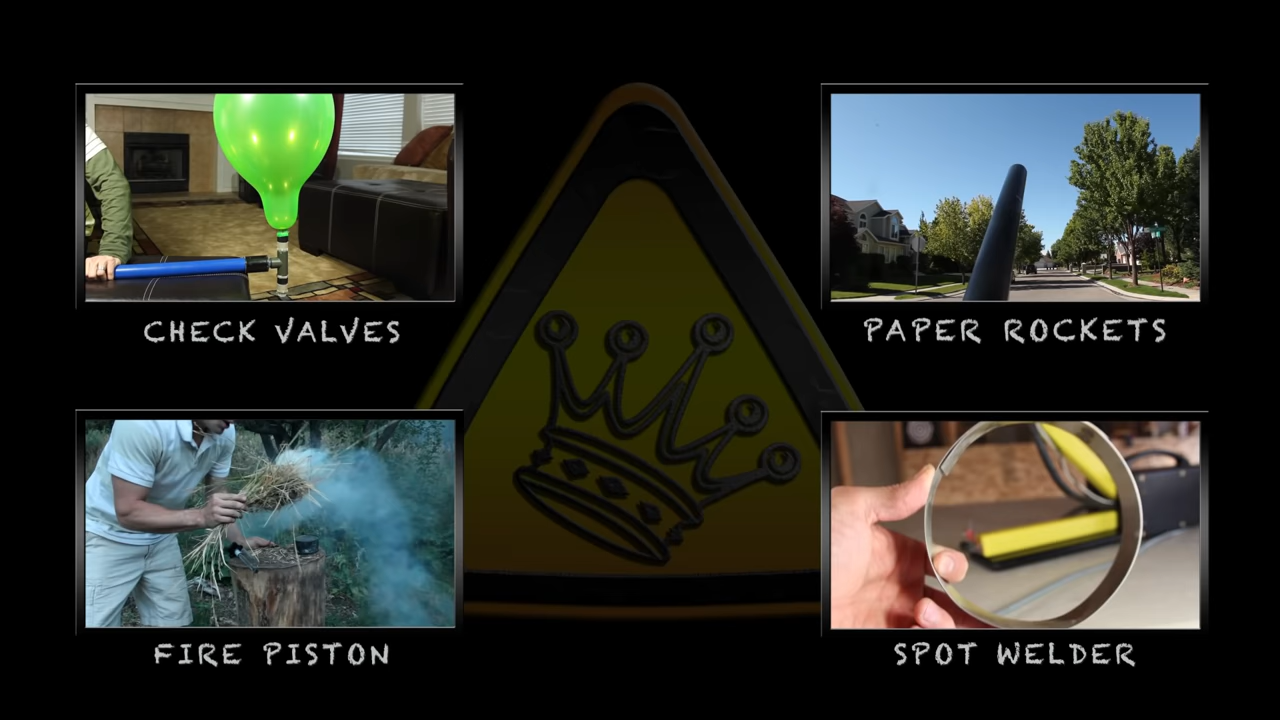 CHECK VALVES
PAPER ROCKETS
FIRE PISTON
SPOT WELDER